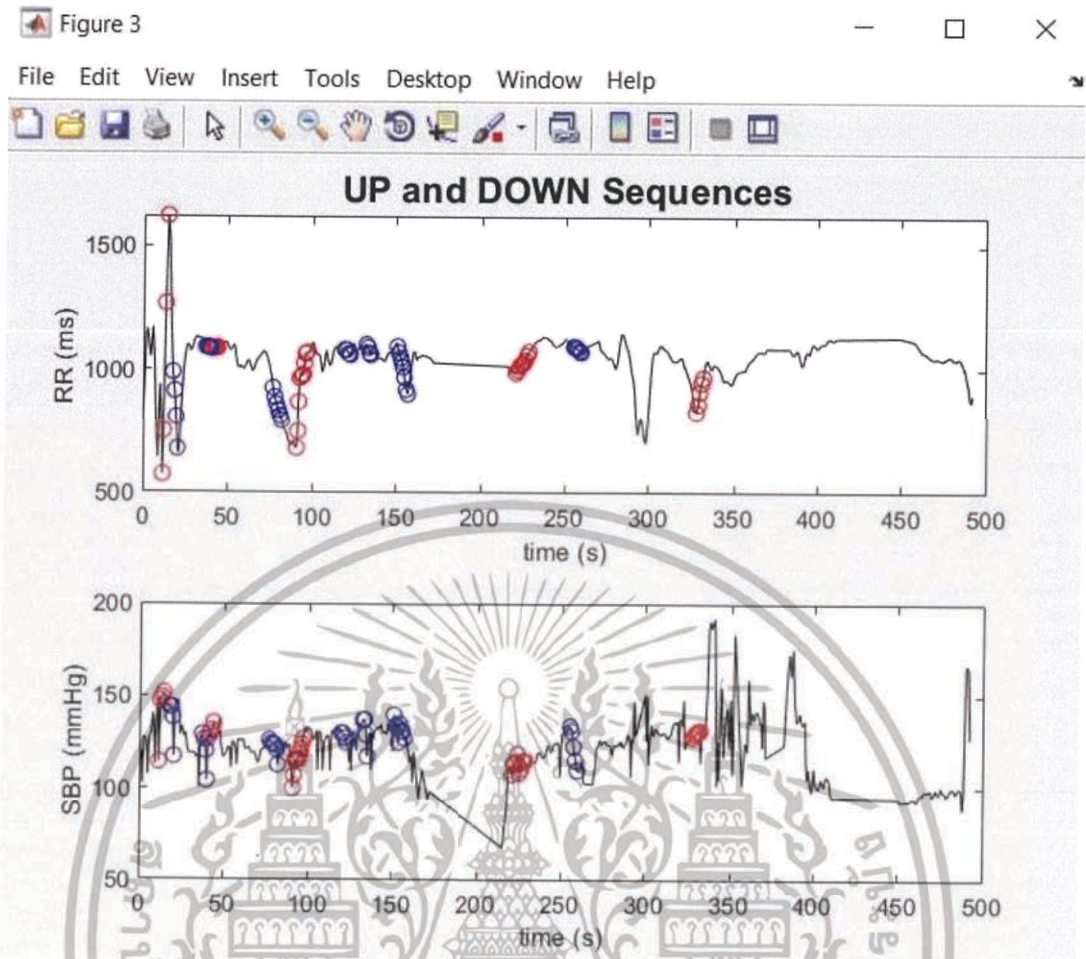 Figure 3
File Edit View Insert Tools Desktop Window Help
UP and DOWN Sequences
RR (ms)
1500
1000
500
0 50 100 150 200 250 300 350 400 450 500
time (s)
SBP (mmHg)
200
150
100
50
0 50 100 150 200 250 300 350 400 450 500
time (s)